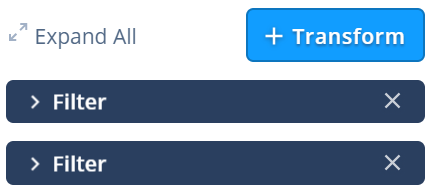 Expand All
+ Transform
Filter
Filter